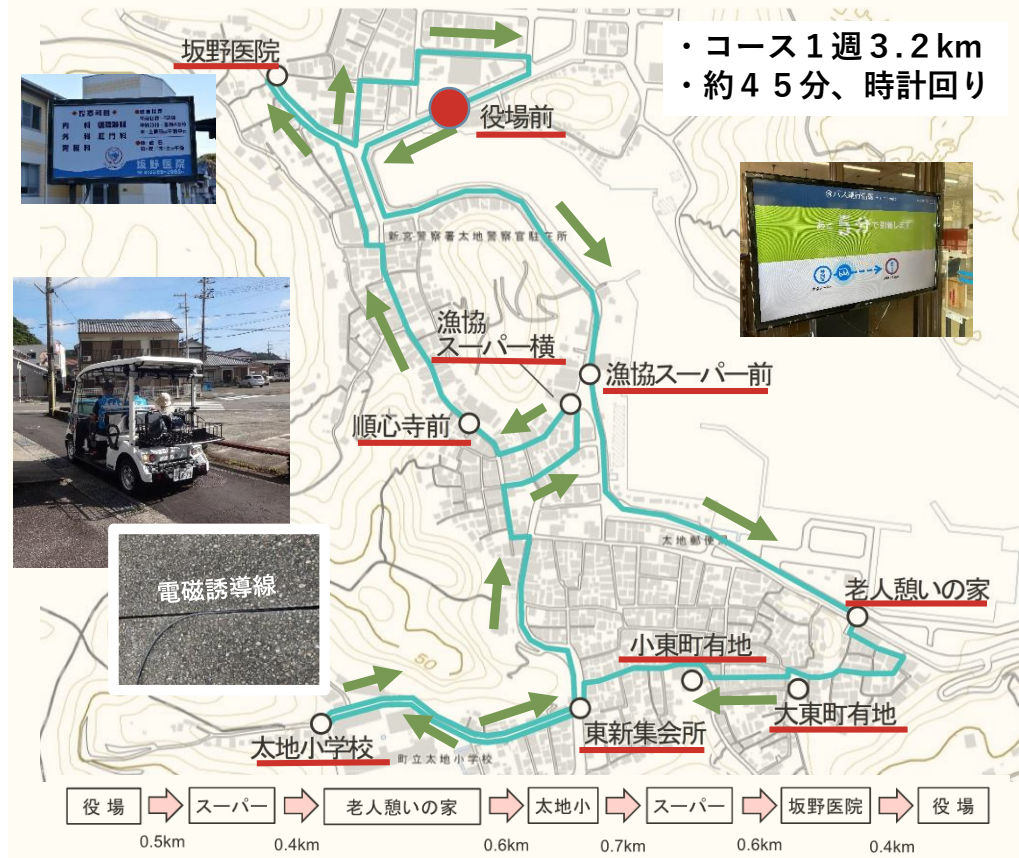 ・コース１週３.２km
・約４５分、時計回り
坂野医院
役場前
坂野医院
内科
外科
新宮警察署太地警察官駐在所
漁協
スーパー横
漁協スーパー前
順心寺前
太地郵便局
電磁誘導線
老人憩いの家
50
小東町有地
大東町有地
東新集会所
太地小学校
町立太地小学校
役場
スーパー
老人憩いの家
太地小
スーパー
坂野医院
役場
0.5km
0.4km
0.6km
0.7km
0.6km
0.4km